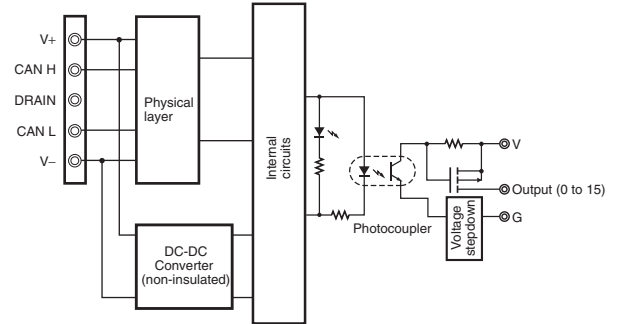 V+
CAN H
DRAIN
CAN L
V−
Physical
layer
DC-DC
Converter
(non-insulated)
Internal
circuits
Photocoupler
Voltage
stepdown
V
Output (0 to 15)
G